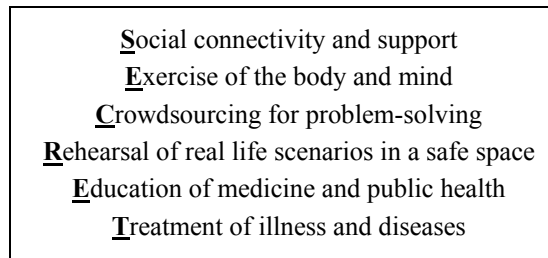 Social connectivity and support
Exercise of the body and mind
Crowdsourcing for problem-solving
Rehearsal of real life scenarios in a safe space
Education of medicine and public health
Treatment of illness and diseases